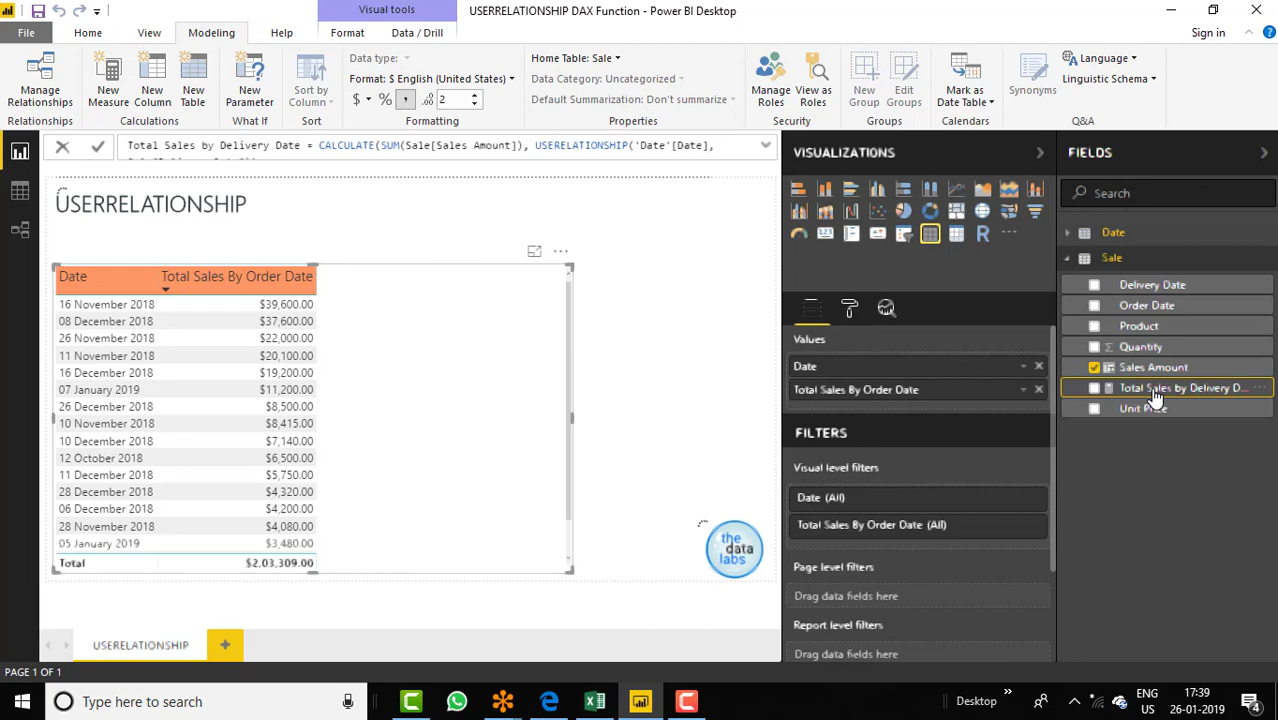 Visual tools
USERRELATIONSHIP DAX Function - Power BI Desktop
File
Home
View
Modeling
Help
Format
Data / Drill
Sign in
Manage Relationships
Relationships
New Measure
New Column
New Table
Calculations
New Parameter
What If
Sort by Column
Sort
Data type:
Format: $ English (United States)
$ % , .00 2
Formatting
Home Table: Sale
Data Category: Uncategorized
Default Summarization: Don't summarize
Properties
Manage Roles
View as Roles
Security
New Group
Edit Groups
Groups
Mark as Date Table
Calendars
Synonyms
Language
Linguistic Schema
Q&A
Total Sales by Delivery Date = CALCULATE(SUM(Sale[Sales Amount]), USERELATIONSHIP('Date'[Date],
USERRELATIONSHIP
Date Total Sales By Order Date
16 November 2018 $39,600.00
08 December 2018 $37,600.00
26 November 2018 $22,000.00
11 November 2018 $20,100.00
16 December 2018 $19,200.00
07 January 2019 $11,200.00
26 December 2018 $8,500.00
10 November 2018 $8,415.00
10 December 2018 $7,140.00
12 October 2018 $6,500.00
11 December 2018 $5,750.00
28 December 2018 $4,320.00
06 December 2018 $4,200.00
28 November 2018 $4,080.00
05 January 2019 $3,480.00
Total $2,03,309.00
the data labs
VISUALIZATIONS
R
Values
Date
Total Sales By Order Date
FILTERS
Visual level filters
Date (All)
Total Sales By Order Date (All)
Page level filters
Drag data fields here
Report level filters
Drag data fields here
FIELDS
Search
Date
Sale
Delivery Date
Order Date
Product
Σ Quantity
Sales Amount
Total Sales by Delivery D...
Unit Price
USERELATIONSHIP
PAGE 1 OF 1
Type here to search
Desktop
ENG
US
17:39
26-01-2019
4